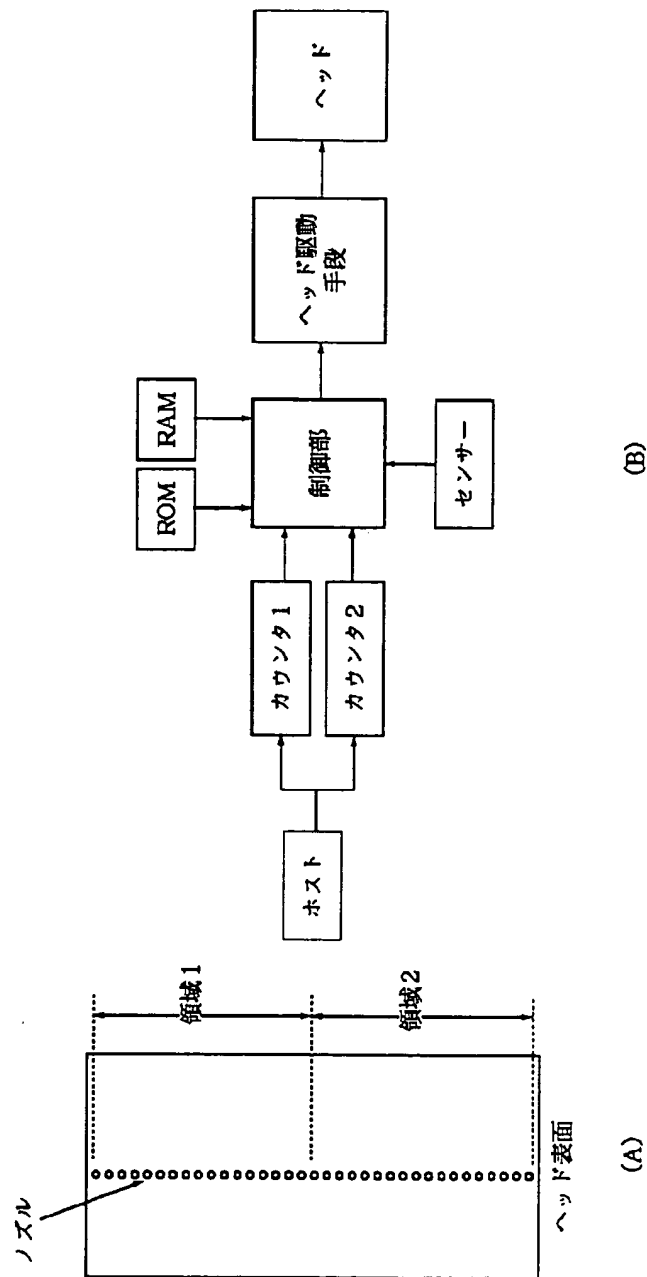 ノズル
領域1
領域2
ヘッド表面
(A)
ホスト
カウンタ1
カウンタ2
ROM
RAM
制御部
センサー
ヘッド駆動
手段
ヘッド
(B)